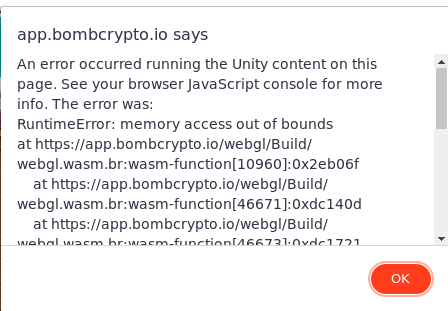 app.bombcrypto.io says
An error occurred running the Unity content on this
page. See your browser JavaScript console for more
info. The error was:
RuntimeError: memory access out of bounds
at https://app.bombcrypto.io/webgl/Build/
webgl.wasm.br:wasm-function[10960]:0x2eb06f
at https://app.bombcrypto.io/webgl/Build/
webgl.wasm.br:wasm-function[46671]:0xdc140d
at https://app.bombcrypto.io/webgl/Build/
webgl.wasm.br:wasm-function[46673]:0xdc1721
OK